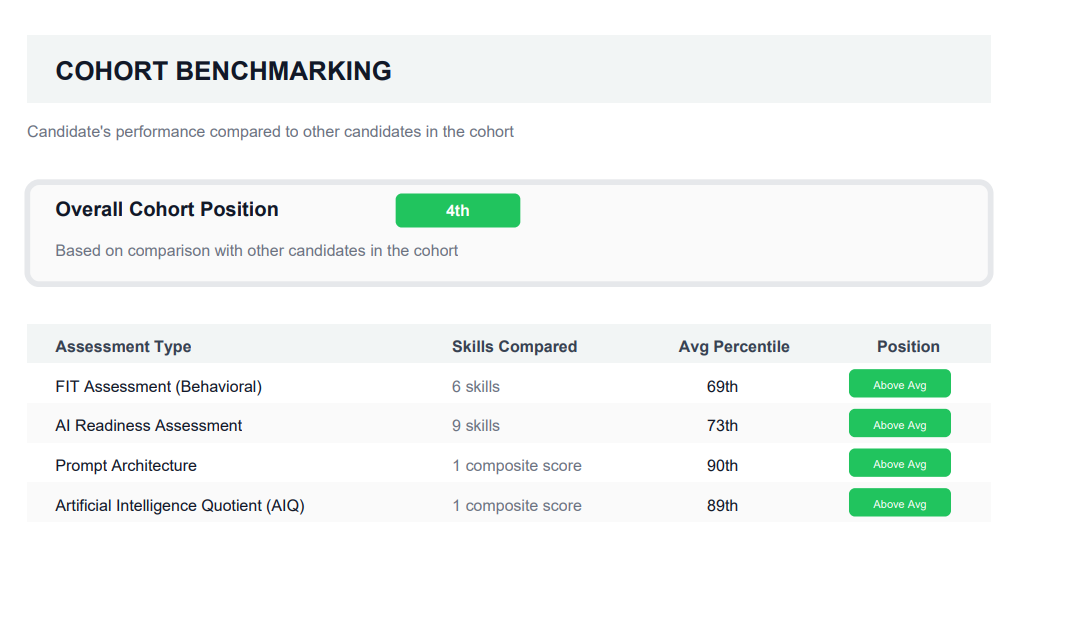 COHORT BENCHMARKING
Candidate's performance compared to other candidates in the cohort
Overall Cohort Position 4th
Based on comparison with other candidates in the cohort
Assessment Type Skills Compared Avg Percentile Position
FIT Assessment (Behavioral) 6 skills 69th Above Avg
AI Readiness Assessment 9 skills 73th Above Avg
Prompt Architecture 1 composite score 90th Above Avg
Artificial Intelligence Quotient (AIQ) 1 composite score 89th Above Avg